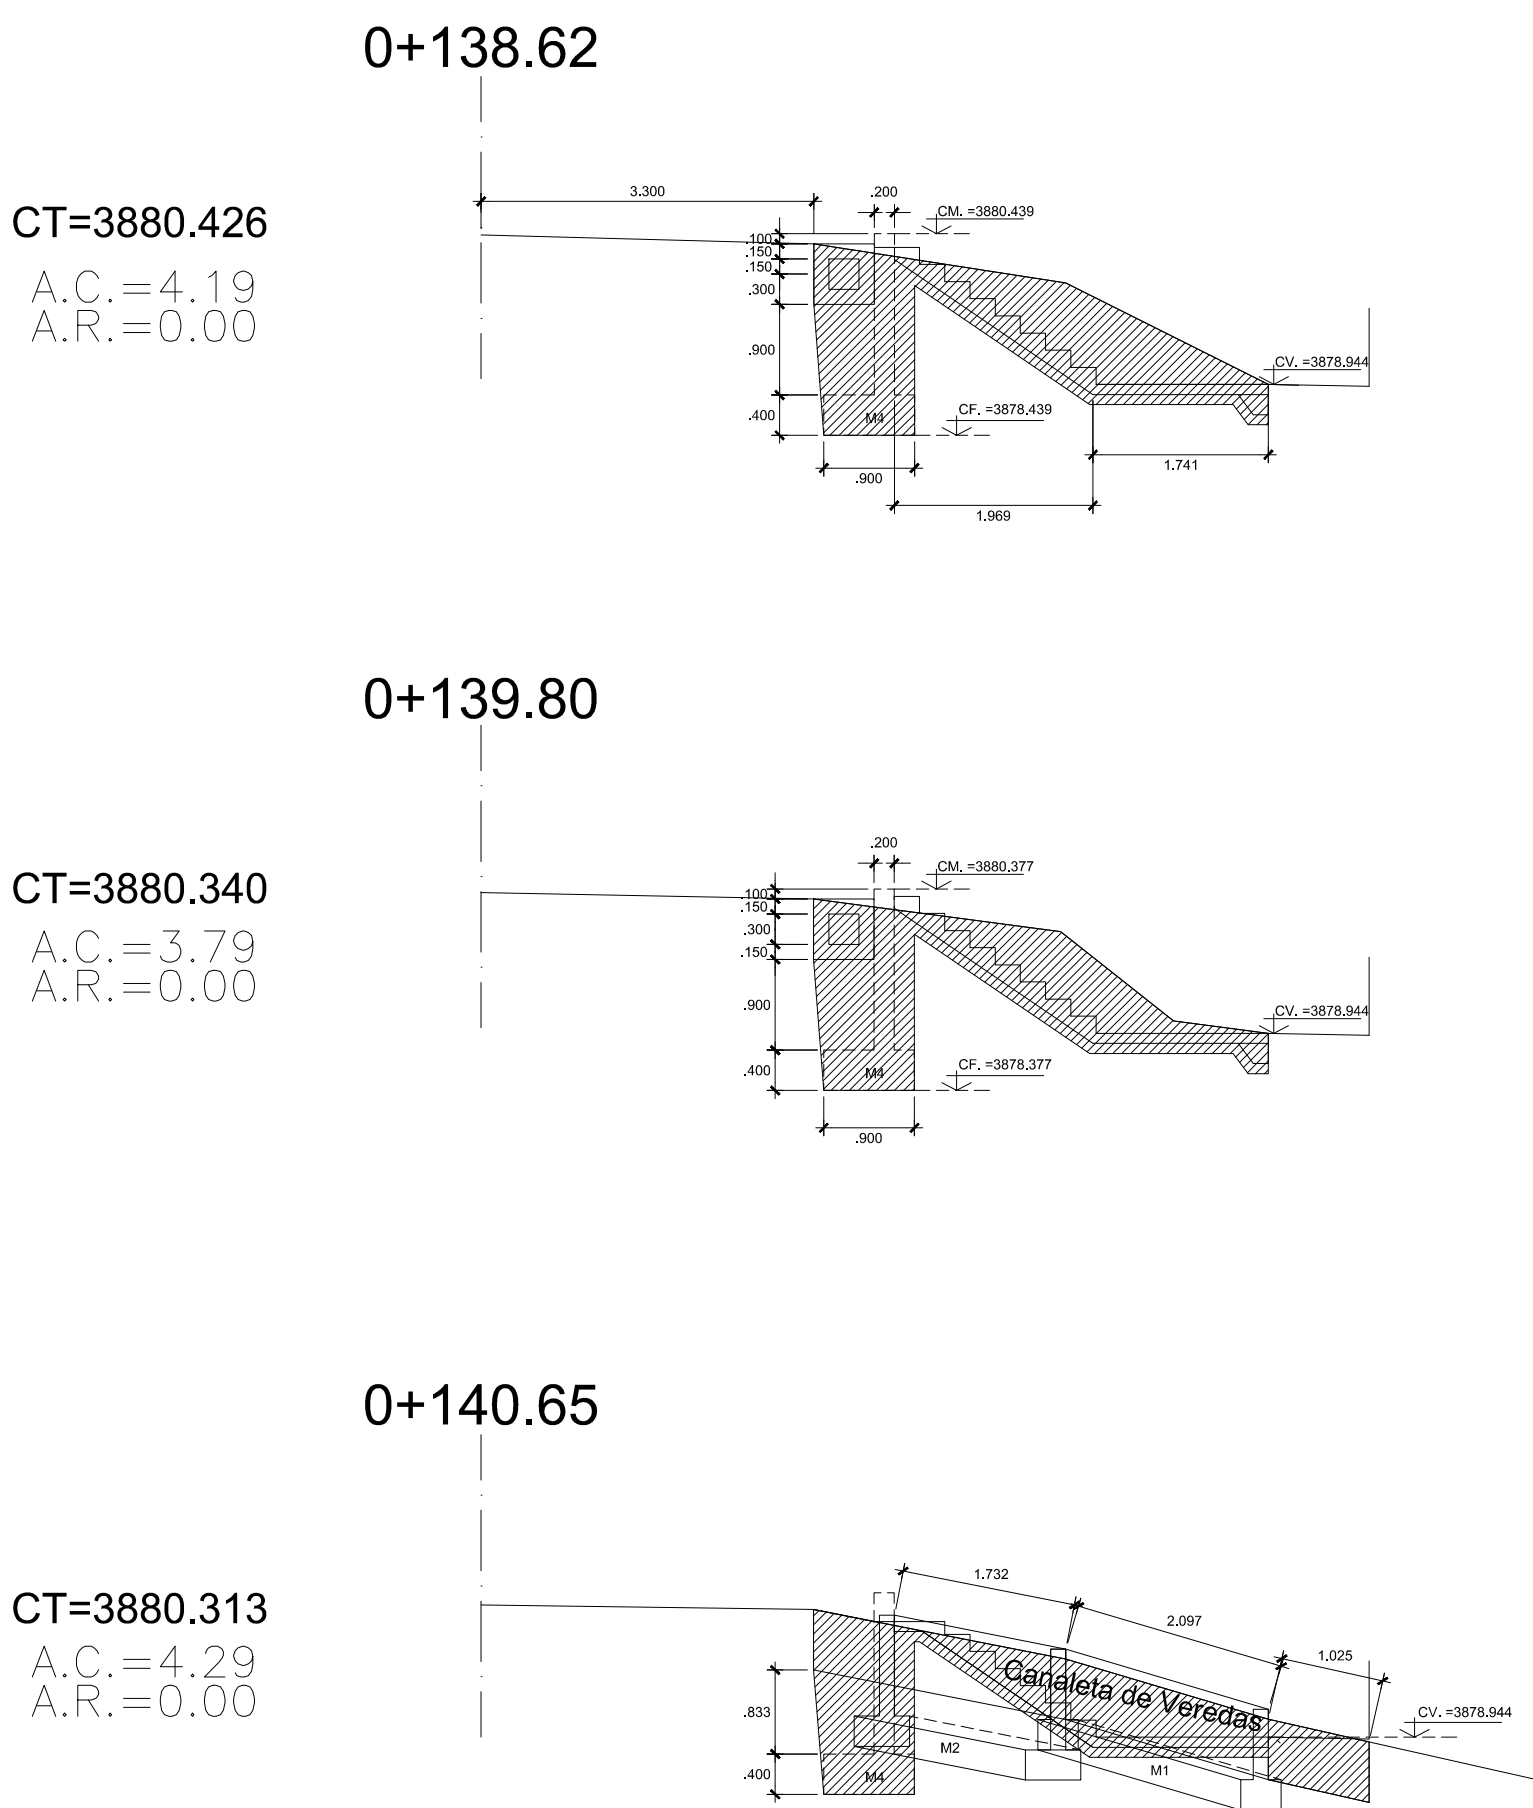 0+138.62
CT=3880.426
A.C.=4.19
A.R.=0.00
3.300
.200
CM. =3880.439
.100
.150
.150
.300
.900
.400
CV. =3878.944
CF. =3878.439
M4
.900
1.741
1.969
0+139.80
CT=3880.340
A.C.=3.79
A.R.=0.00
.200
CM. =3880.377
.100
.150
.300
.150
.900
.400
CV. =3878.944
CF. =3878.377
M4
.900
0+140.65
CT=3880.313
A.C.=4.29
A.R.=0.00
1.732
2.097
1.025
Canaleta de Veredas
CV. =3878.944
.833
.400
M2
M4
M1